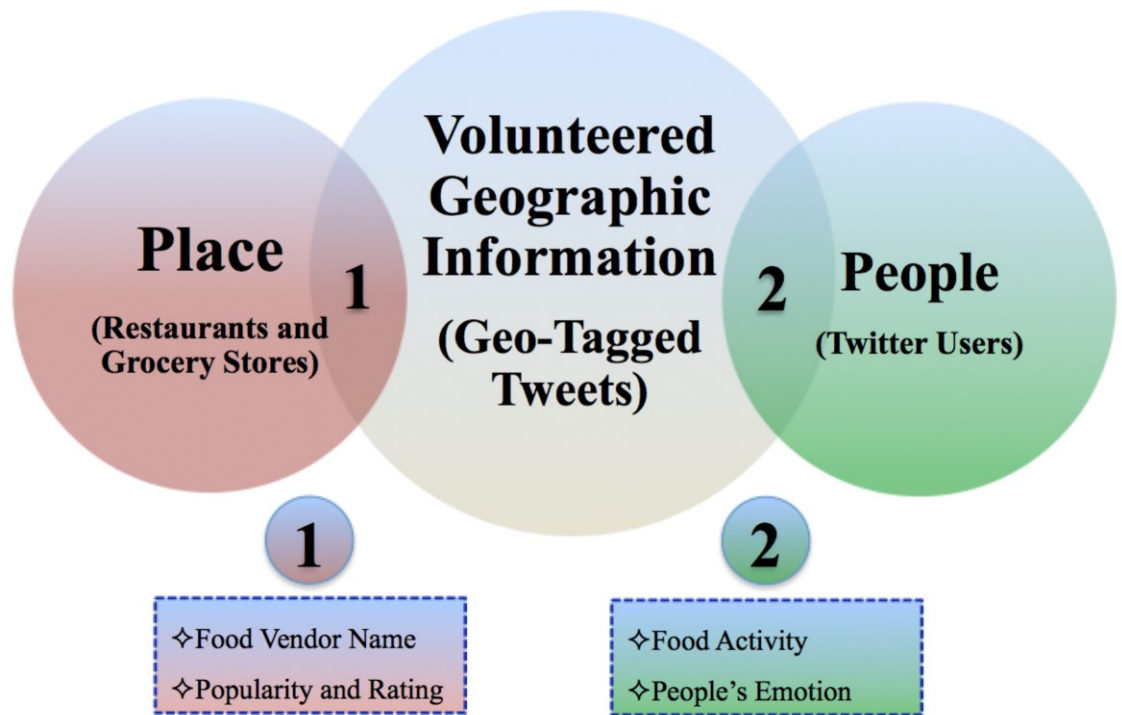 Place
(Restaurants and
Grocery Stores)
1
Volunteered
Geographic
Information
(Geo-Tagged
Tweets)
2
People
(Twitter Users)
1
✧Food Vendor Name
✧Popularity and Rating
2
✧Food Activity
✧People’s Emotion